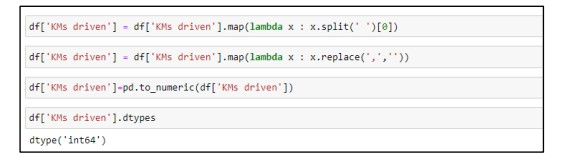 df['KMs driven'] = df['KMs driven'].map(lambda x : x.split(' ')[0])
df['KMs driven'] = df['KMs driven'].map(lambda x : x.replace(',',''))
df['KMs driven']=pd.to_numeric(df['KMs driven'])
df['KMs driven'].dtypes
dtype('int64')